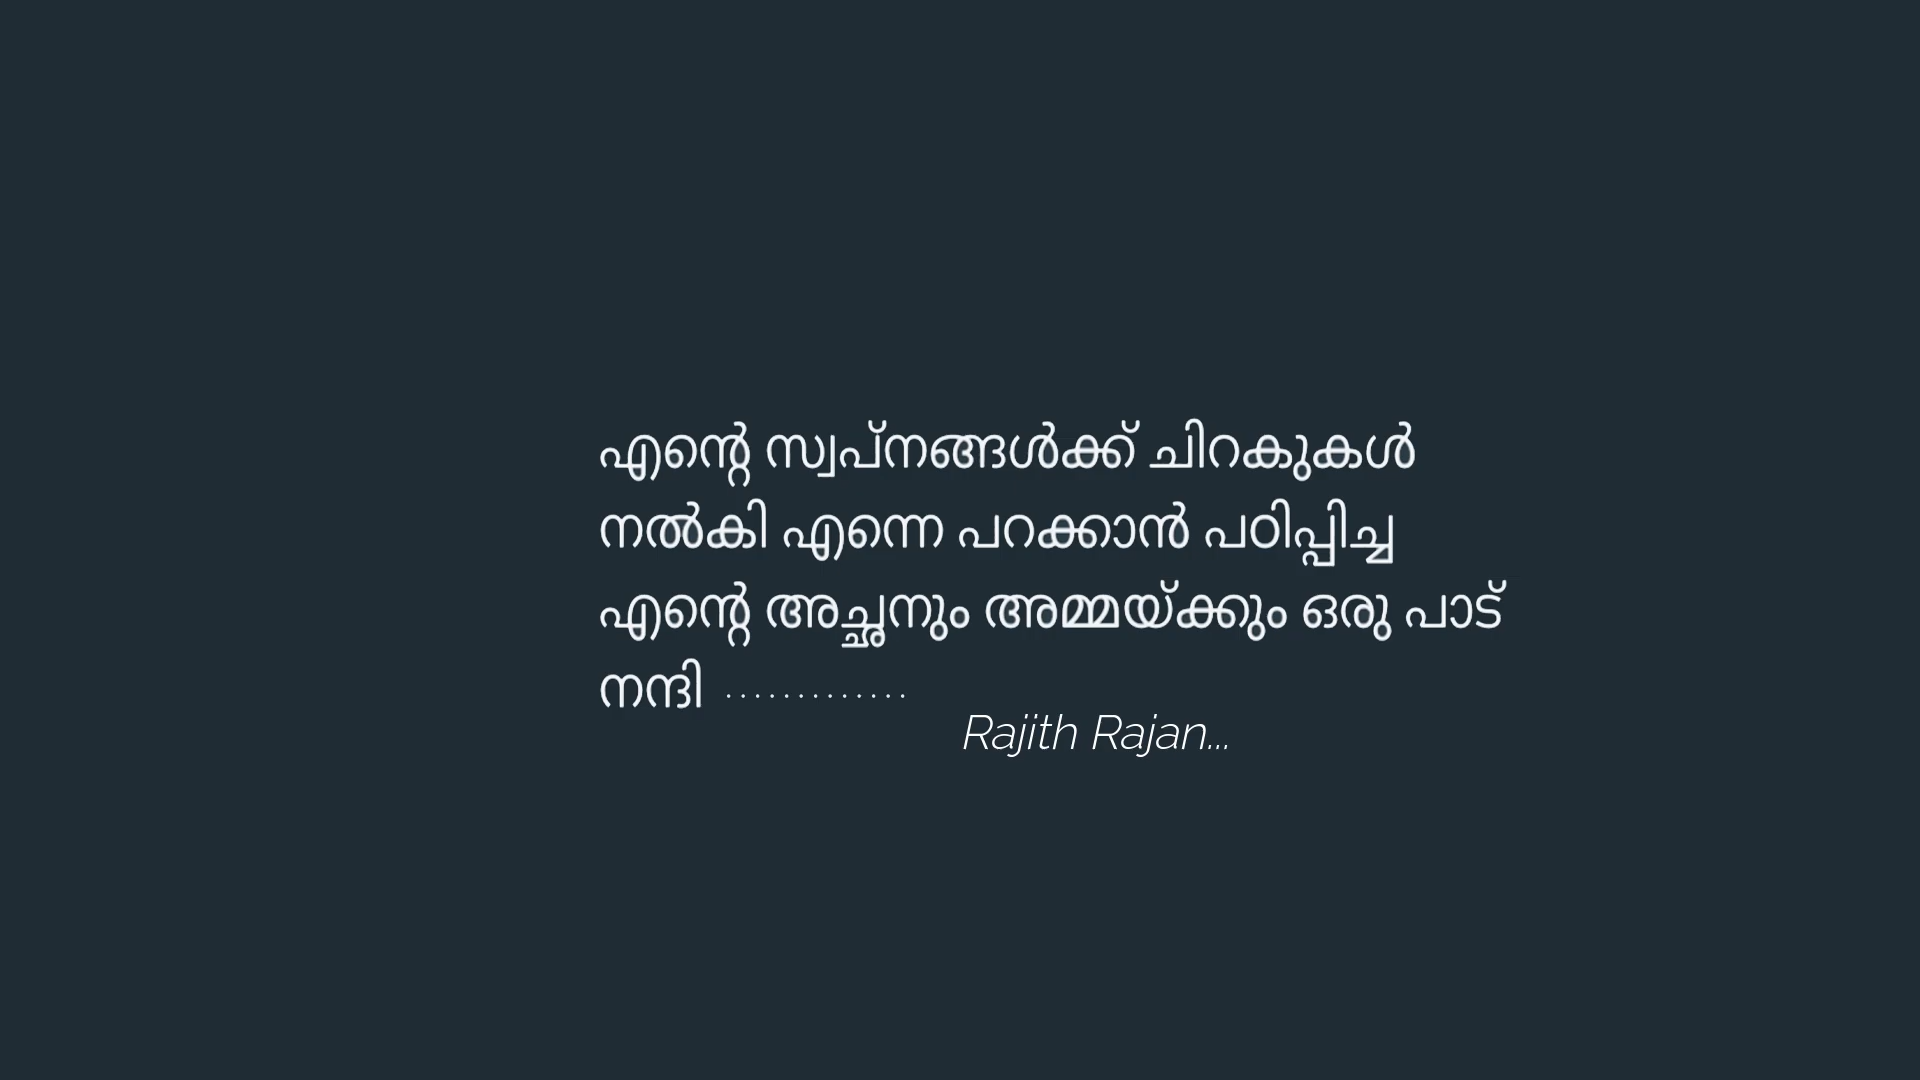 എന്റെ സ്വപ്നങ്ങൾക്ക് ചിറകുകൾ
നൽകി എന്നെ പറക്കാൻ പഠിപ്പിച്ച
എന്റെ അച്ഛനും അമ്മയ്ക്കും ഒരു പാട്
നന്ദി .............
Rajith Rajan...